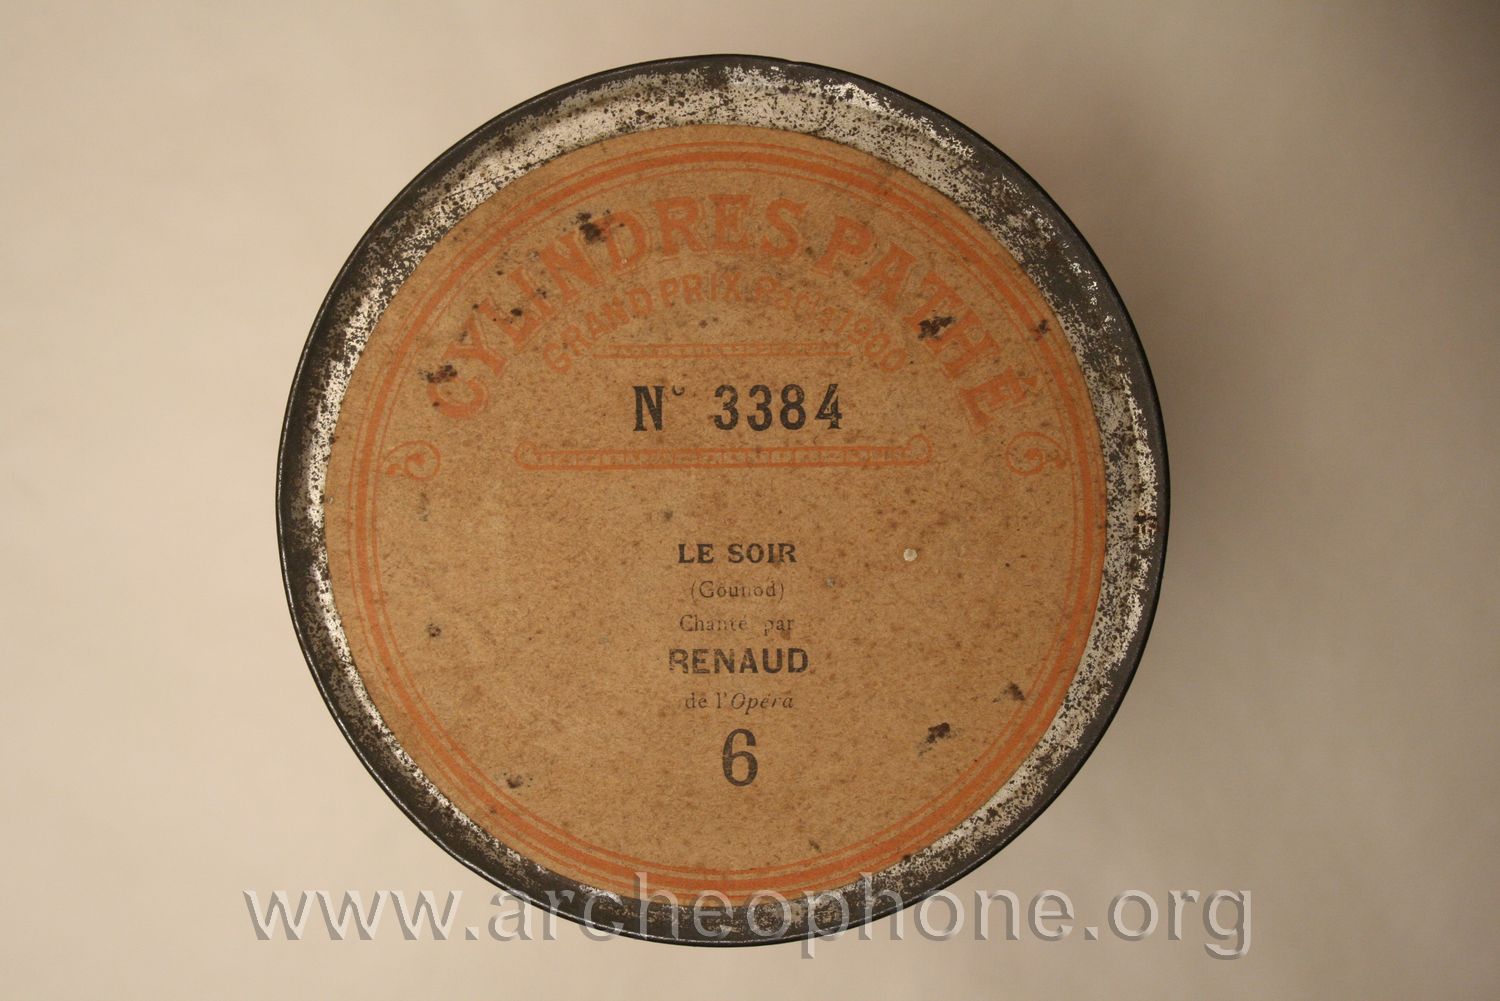 CYLINDRES PATHÉ
GRAND PRIX Paris 1900
N° 3384
LE SOIR
(Gounod)
Chanté par
RENAUD
de l'Opéra
6
www.archeophone.org